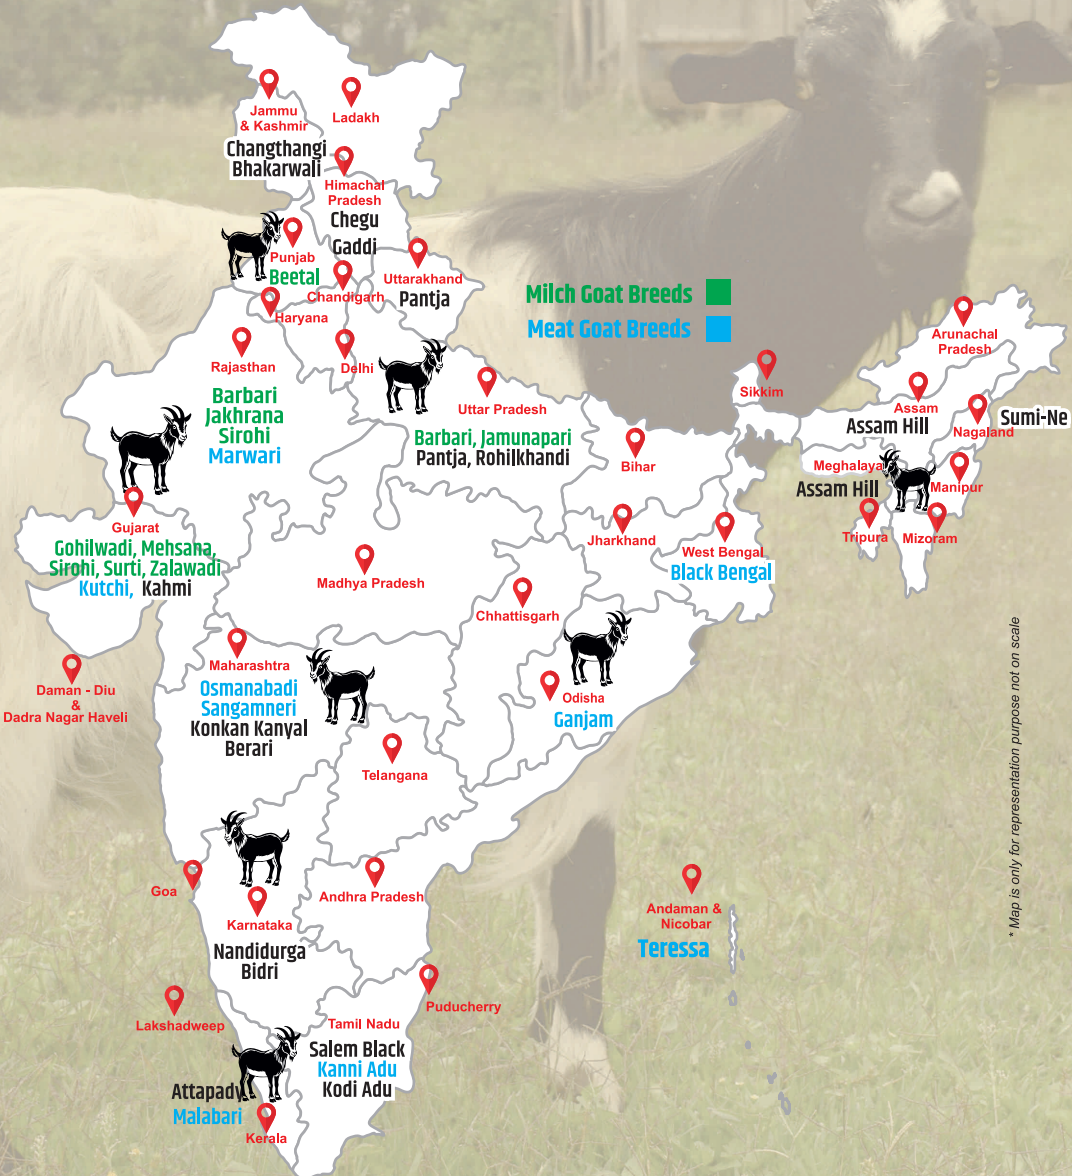 Jammu
& Kashmir
Ladakh
Changthangi
Bhakarwali
Himachal
Pradesh
Chegu
Gaddi
Punjab
Beetal
Uttarakhand
Pantja
Chandigarh
Haryana
Milch Goat Breeds
Meat Goat Breeds
Rajasthan
Delhi
Barbari
Jakhrana
Sirohi
Marwari
Uttar Pradesh
Barbari, Jamunapari
Pantja, Rohilkhandi
Sikkim
Arunachal
Pradesh
Assam
Assam Hill
Nagaland
Sumi-Ne
Bihar
Meghalaya
Assam Hill
Manipur
Tripura
Mizoram
Gujarat
Gohilwadi, Mehsana,
Sirohi, Surti, Zalawadi
Kutchi, Kahmi
Jharkhand
West Bengal
Black Bengal
Madhya Pradesh
Chhattisgarh
Daman - Diu
&
Dadra Nagar Haveli
Maharashtra
Osmanabadi
Sangamneri
Konkan Kanyal
Berari
Odisha
Ganjam
Telangana
* Map is only for representation purpose not on scale
Goa
Karnataka
Nandidurga
Bidri
Andhra Pradesh
Andaman &
Nicobar
Teressa
Lakshadweep
Puducherry
Tamil Nadu
Salem Black
Kanni Adu
Kodi Adu
Attapady
Malabari
Kerala